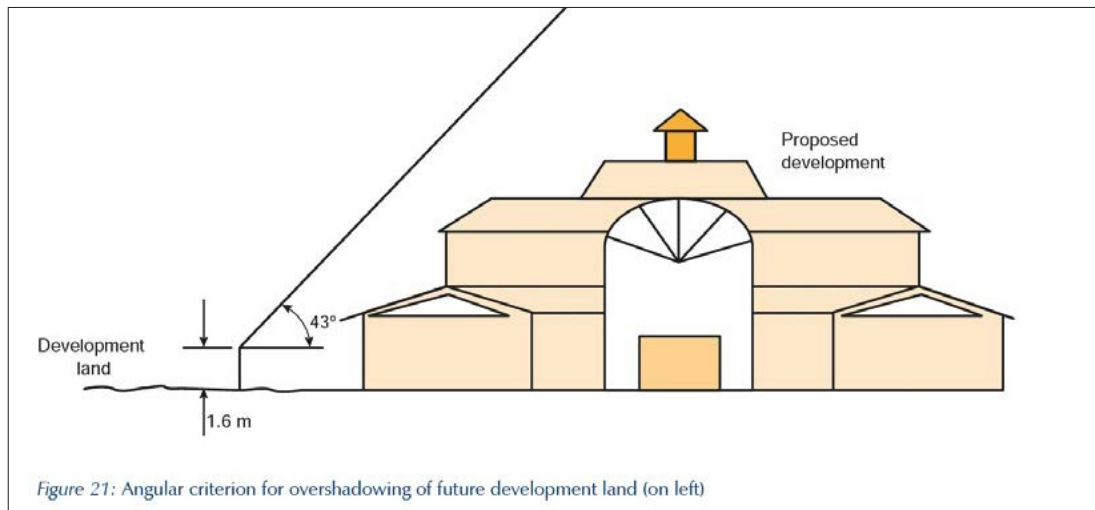 Proposed
development
43°
Development
land
1.6 m
Figure 21: Angular criterion for overshadowing of future development land (on left)